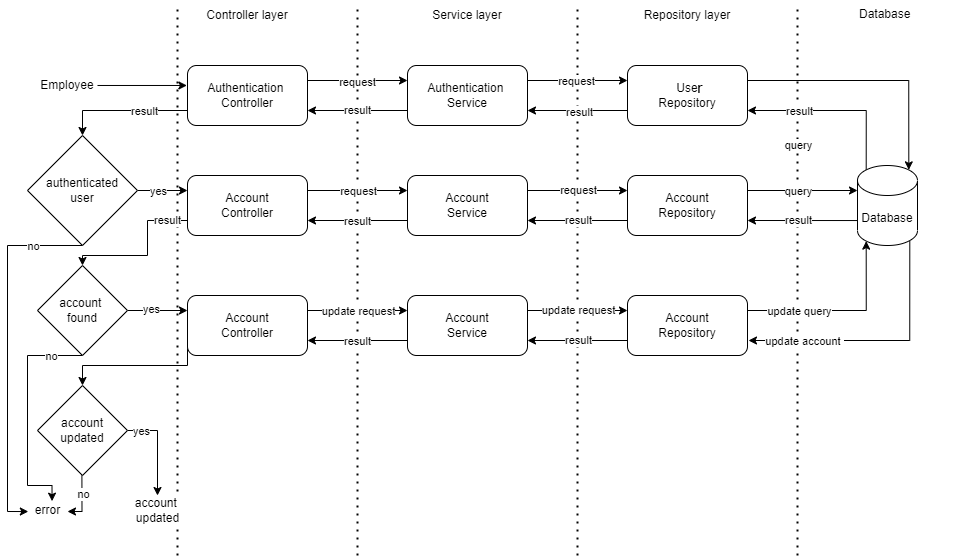 Controller layer
Service layer
Repository layer
Database
Employee
Authentication
Controller
request
result
Authentication
Service
request
result
User
Repository
result
result
query
authenticated
user
yes
no
Account
Controller
request
result
Account
Service
request
result
Account
Repository
query
result
Database
result
account
found
yes
no
Account
Controller
update request
result
Account
Service
update request
result
Account
Repository
update query
update account
account
updated
yes
no
error
account
updated